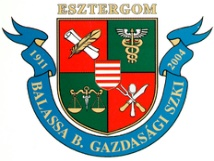 ESZTERGOM
1911
2004
BALASSA B. GAZDASÁGI SZKI